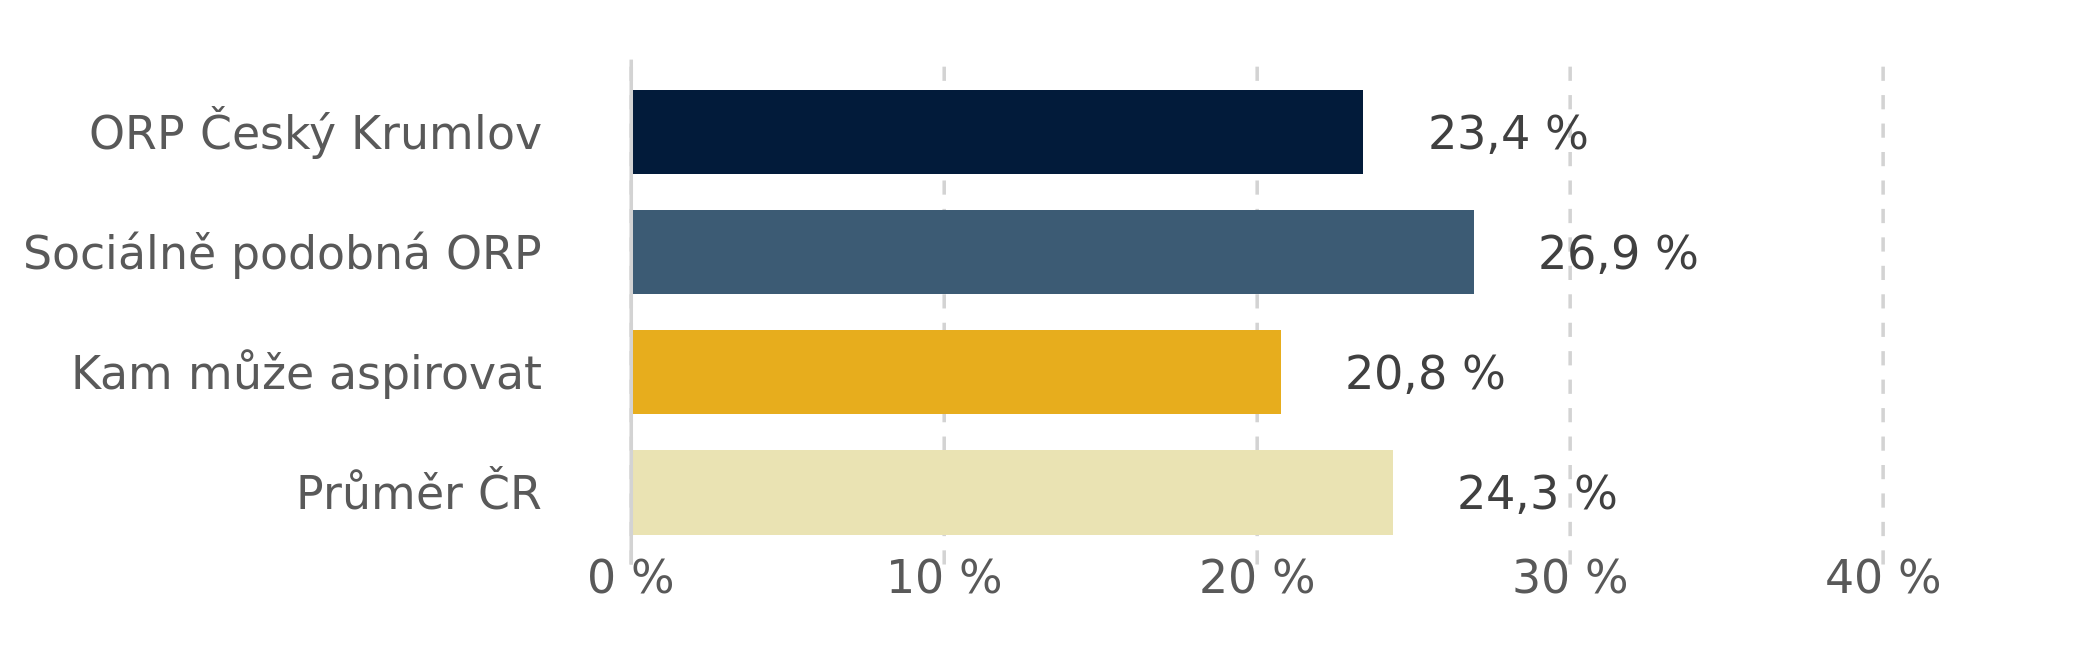 ORP Český Krumlov 23,4 %
Sociálně podobná ORP 26,9 %
Kam může aspirovat 20,8 %
Průměr ČR 24,3 %
0 % 10 % 20 % 30 % 40 %